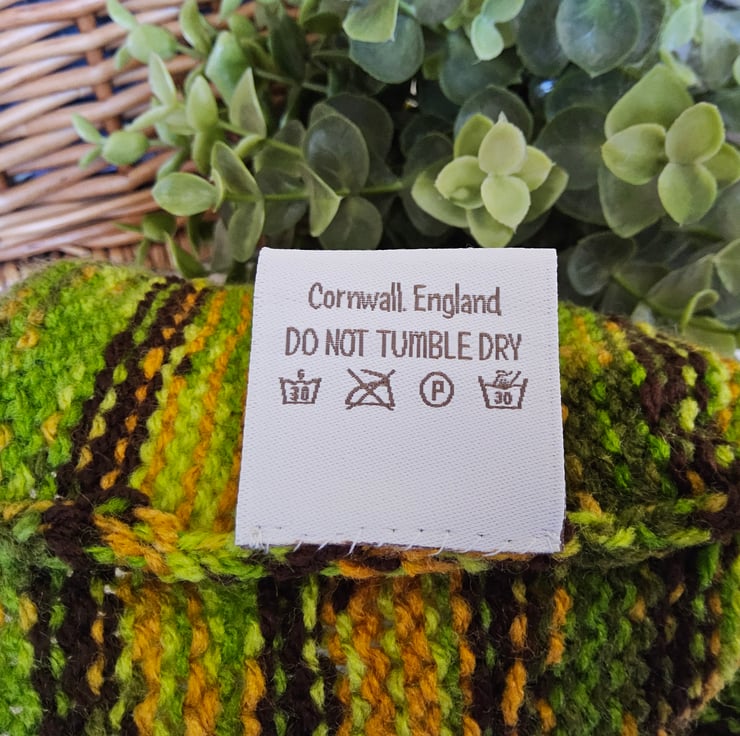 Cornwall. England
DO NOT TUMBLE DRY
30 P 30